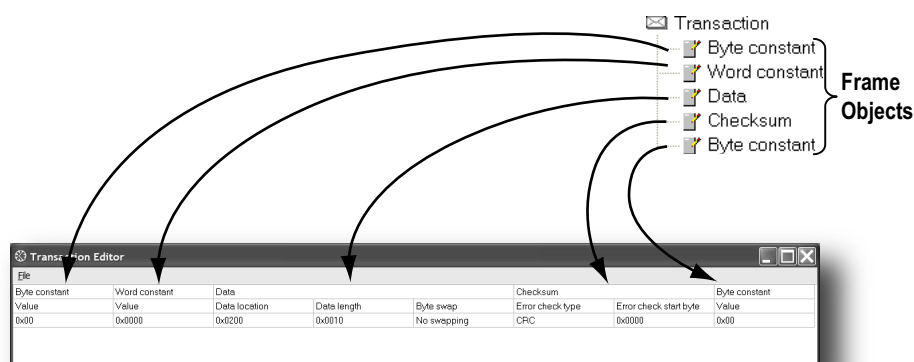 Transaction
Byte constant
Word constant
Data
Checksum
Byte constant
Frame
Objects
Transaction Editor
File
Byte constant Word constant Data Checksum Byte constant
Value Value Data location Data length Byte swap Error check type Error check start byte Value
0x00 0x0000 0x0200 0x0010 No swapping CRC 0x0000 0x00